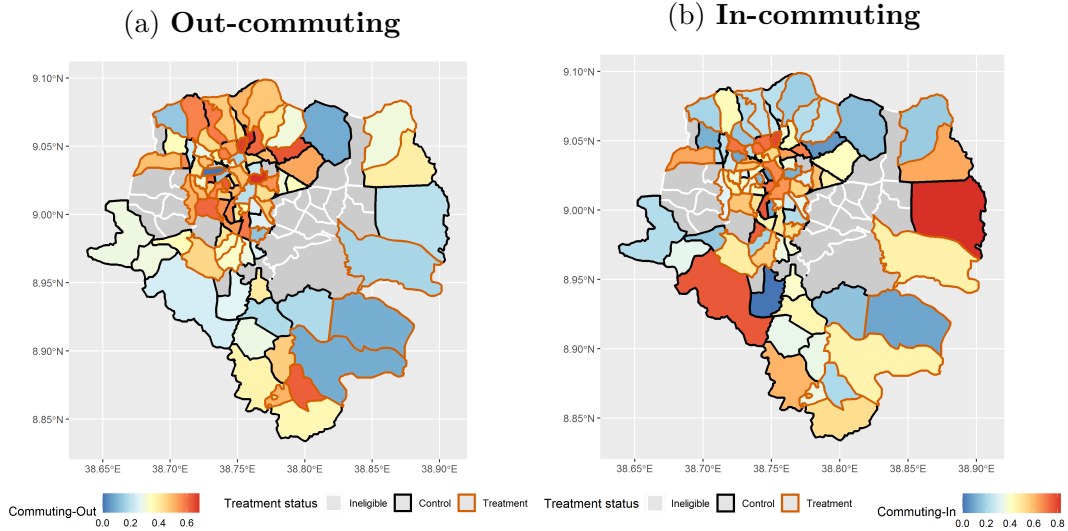 (a) Out-commuting
9.10°N
9.05°N
9.00°N
8.95°N
8.90°N
8.85°N
38.65°E 38.70°E 38.75°E 38.80°E 38.85°E 38.90°E
Commuting-Out 0.0 0.2 0.4 0.6 Treatment status Ineligible Control Treatment
(b) In-commuting
9.10°N
9.05°N
9.00°N
8.95°N
8.90°N
8.85°N
38.65°E 38.70°E 38.75°E 38.80°E 38.85°E 38.90°E
Treatment status Ineligible Control Treatment Commuting-In 0.0 0.2 0.4 0.6 0.8